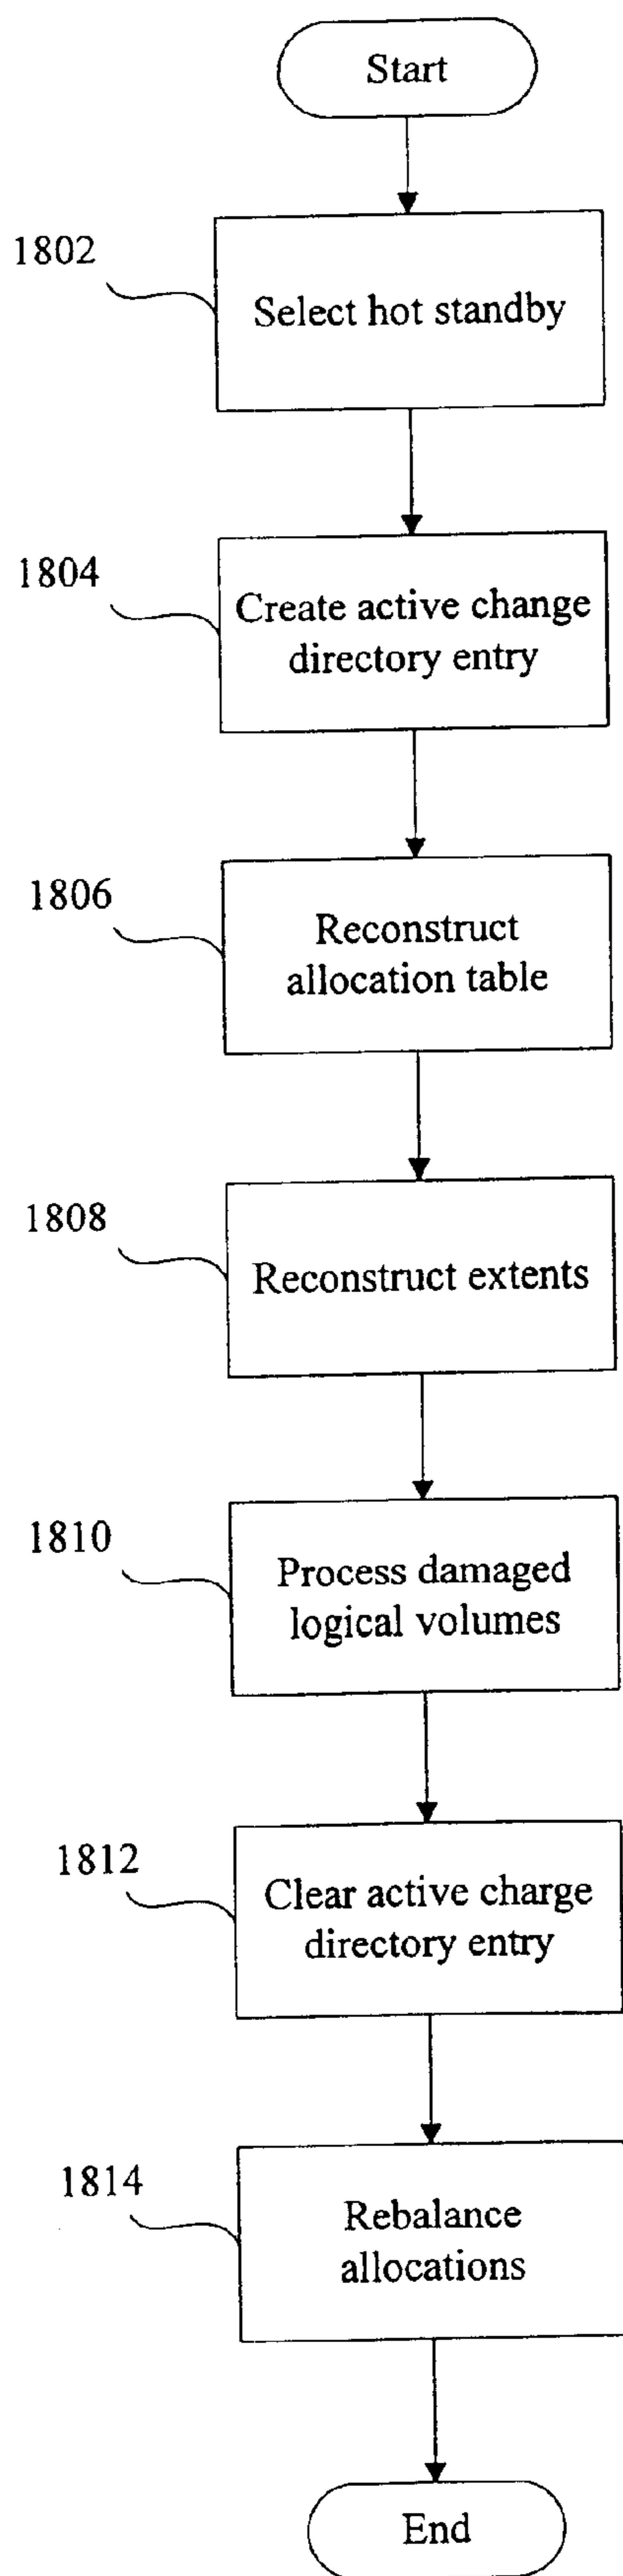 Start
1802
Select hot standby
1804
Create active change
directory entry
1806
Reconstruct
allocation table
1808
Reconstruct extents
1810
Process damaged
logical volumes
1812
Clear active charge
directory entry
1814
Rebalance
allocations
End